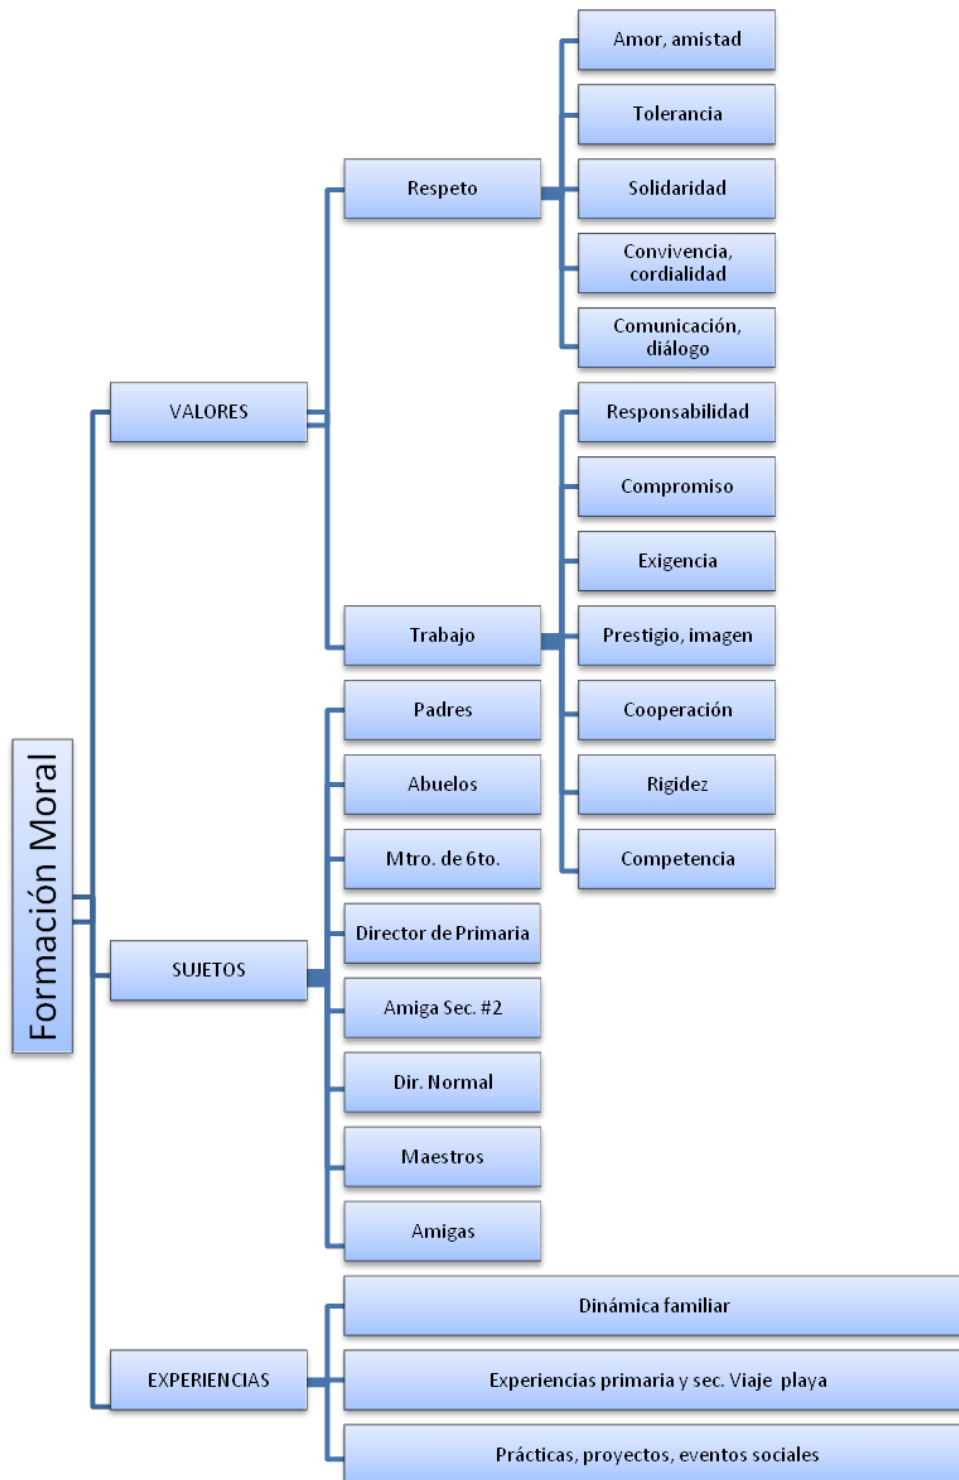 Formación Moral
VALORES
Respeto
Amor, amistad
Tolerancia
Solidaridad
Convivencia,
cordialidad
Comunicación,
diálogo
Trabajo
Responsabilidad
Compromiso
Exigencia
Prestigio, imagen
Cooperación
Rigidez
Competencia
SUJETOS
Padres
Abuelos
Mtro. de 6to.
Director de Primaria
Amiga Sec. #2
Dir. Normal
Maestros
Amigas
EXPERIENCIAS
Dinámica familiar
Experiencias primaria y sec. Viaje playa
Prácticas, proyectos, eventos sociales